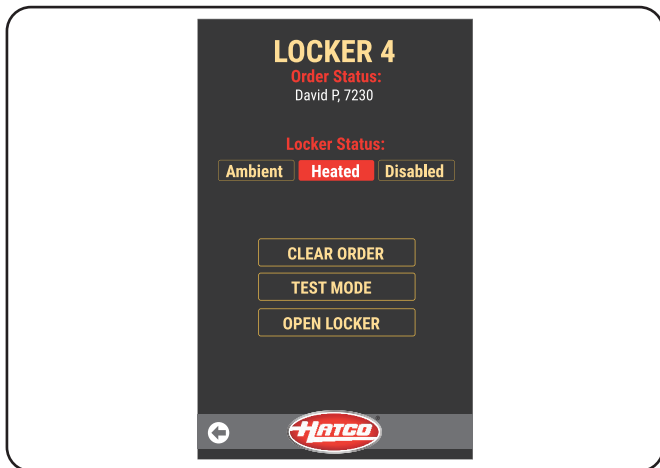 LOCKER 4
Order Status:
David P, 7230
Locker Status:
Ambient Heated Disabled
CLEAR ORDER
TEST MODE
OPEN LOCKER
HATCO®